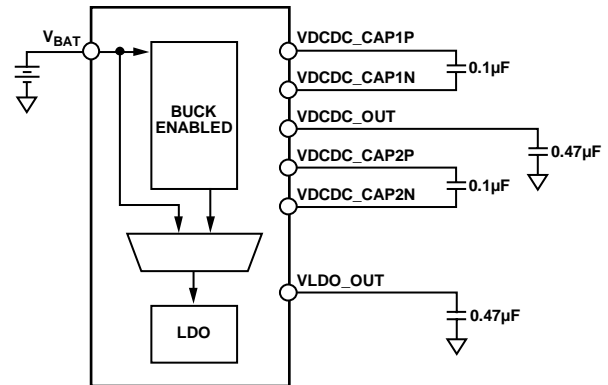 VBAT
VDCDC_CAP1P
0.1µF
VDCDC_CAP1N
BUCK
ENABLED
VDCDC_OUT
0.47µF
VDCDC_CAP2P
0.1µF
VDCDC_CAP2N
VLDO_OUT
LDO
0.47µF